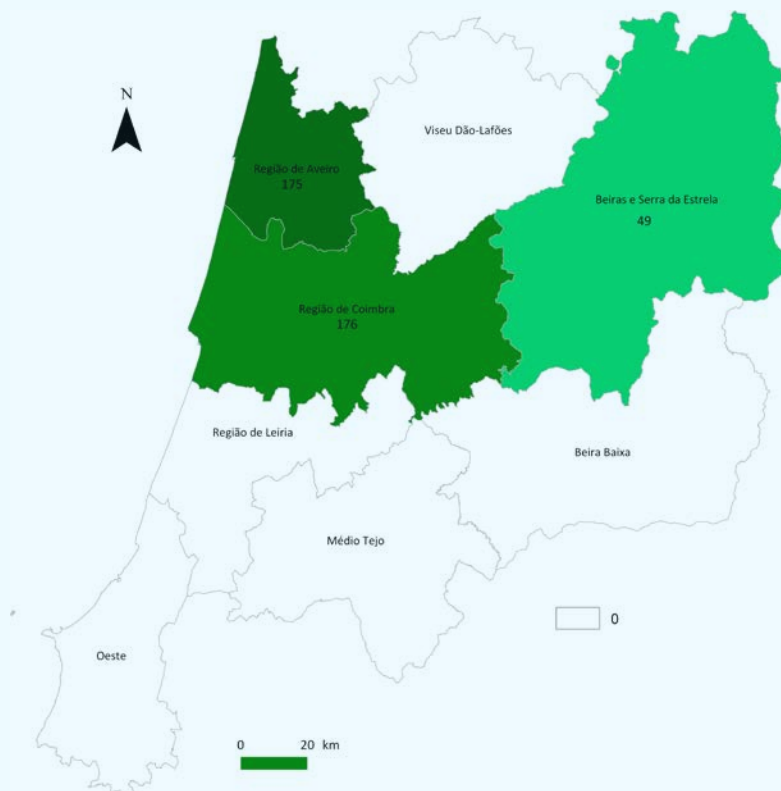 N
Viseu Dão-Lafões
Região de Aveiro
175
Beiras e Serra da Estrela
49
Região de Coimbra
176
Região de Leiria
Beira Baixa
Médio Tejo
0
Oeste
0 20 km